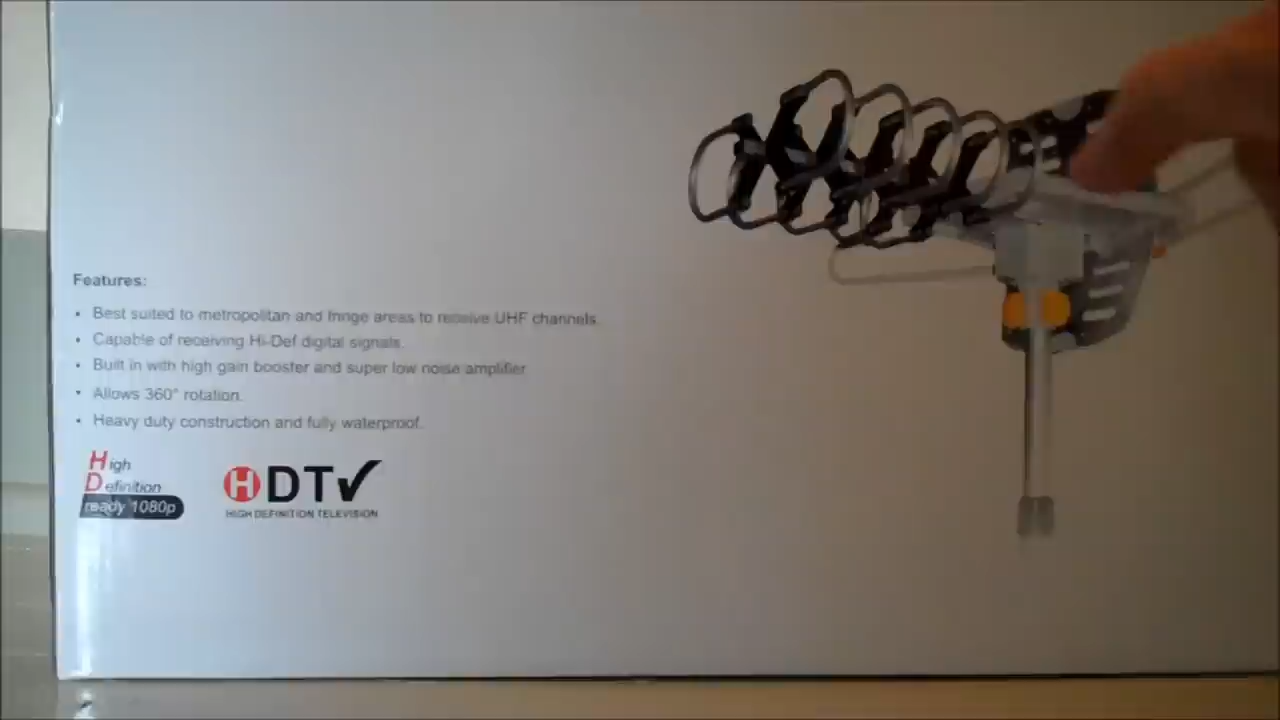 Features:
• Best suited to metropolitan and fringe areas to receive UHF channels.
• Capable of receiving Hi-Def digital signals.
• Built in with high gain booster and super low noise amplifier.
• Allows 360° rotation.
• Heavy duty construction and fully waterproof.
High
Definition
ready 1080p
HDTV
HIGH DEFINITION TELEVISION